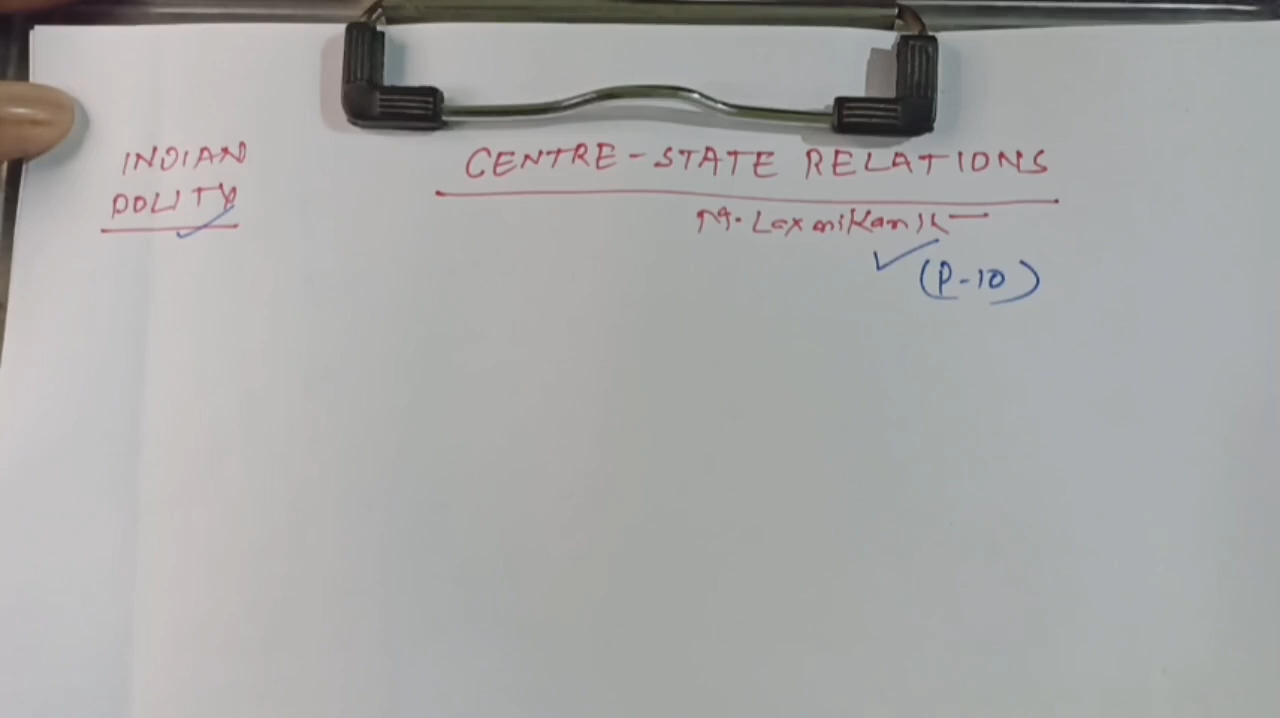 INDIAN
POLITY
CENTRE-STATE RELATIONS
M. Laxmikanth
(P-10)